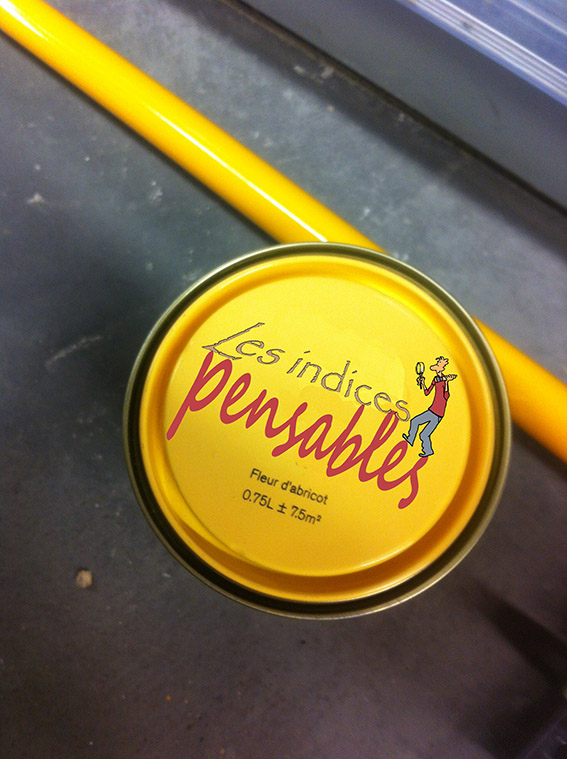 Les indices
pensables
Fleur d'abricot
0.75L ± 7.5m²